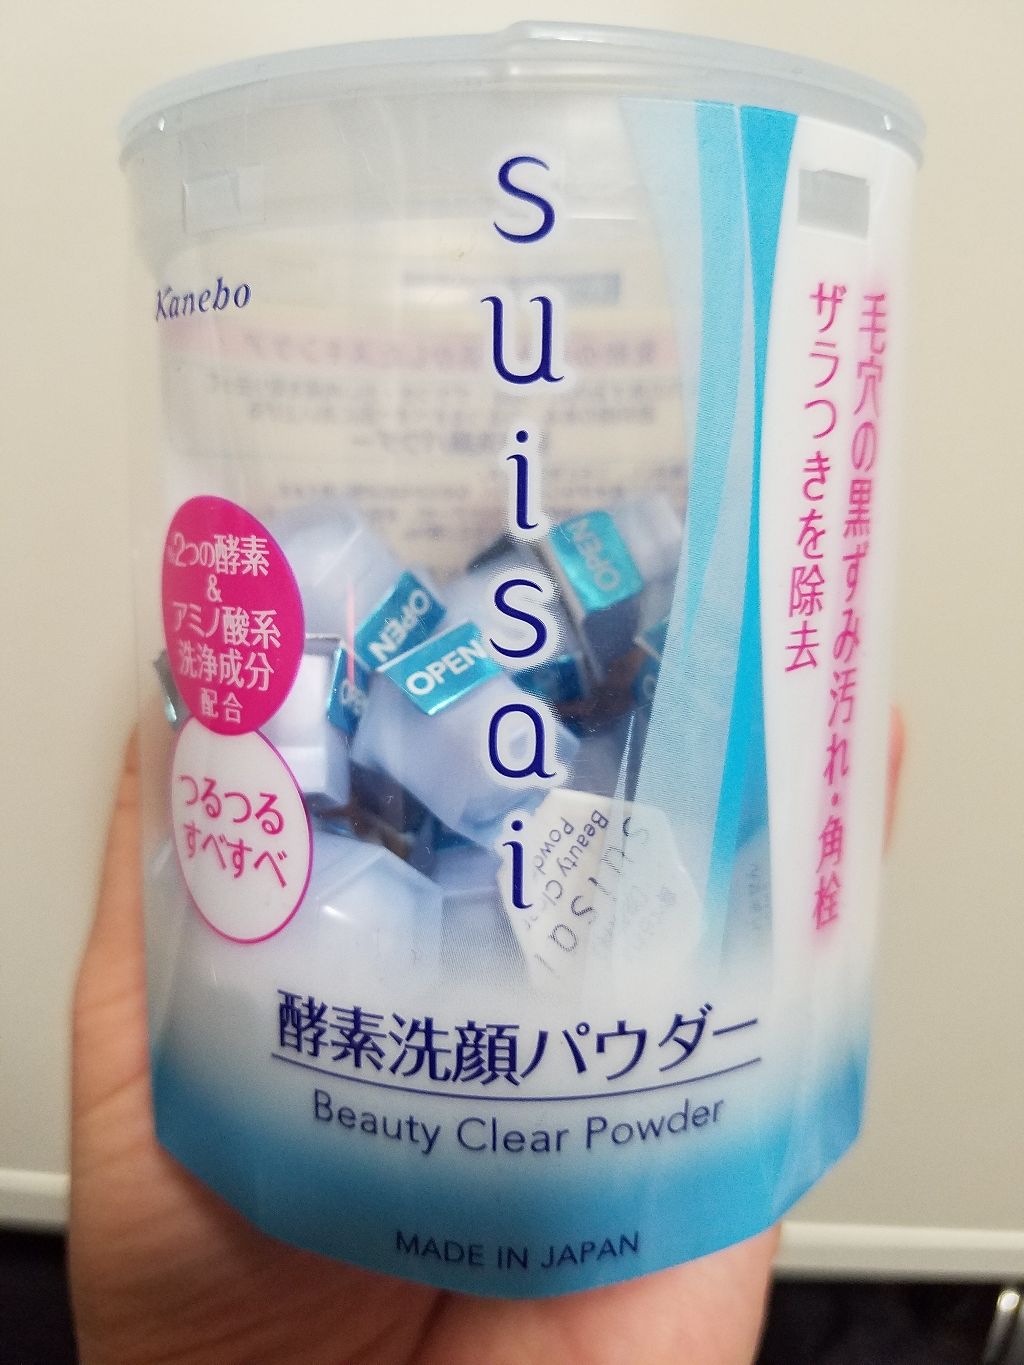 suisai
Kanebo
毛穴の黒ずみ汚れ・角栓
ザラつきを除去
2つの酵素
&
アミノ酸系
洗浄成分
配合
つるつる
すべすべ
OPEN
OPEN
OPEN
suisai
Beauty Clear
酵素洗顔パウダー
Beauty Clear Powder
MADE IN JAPAN